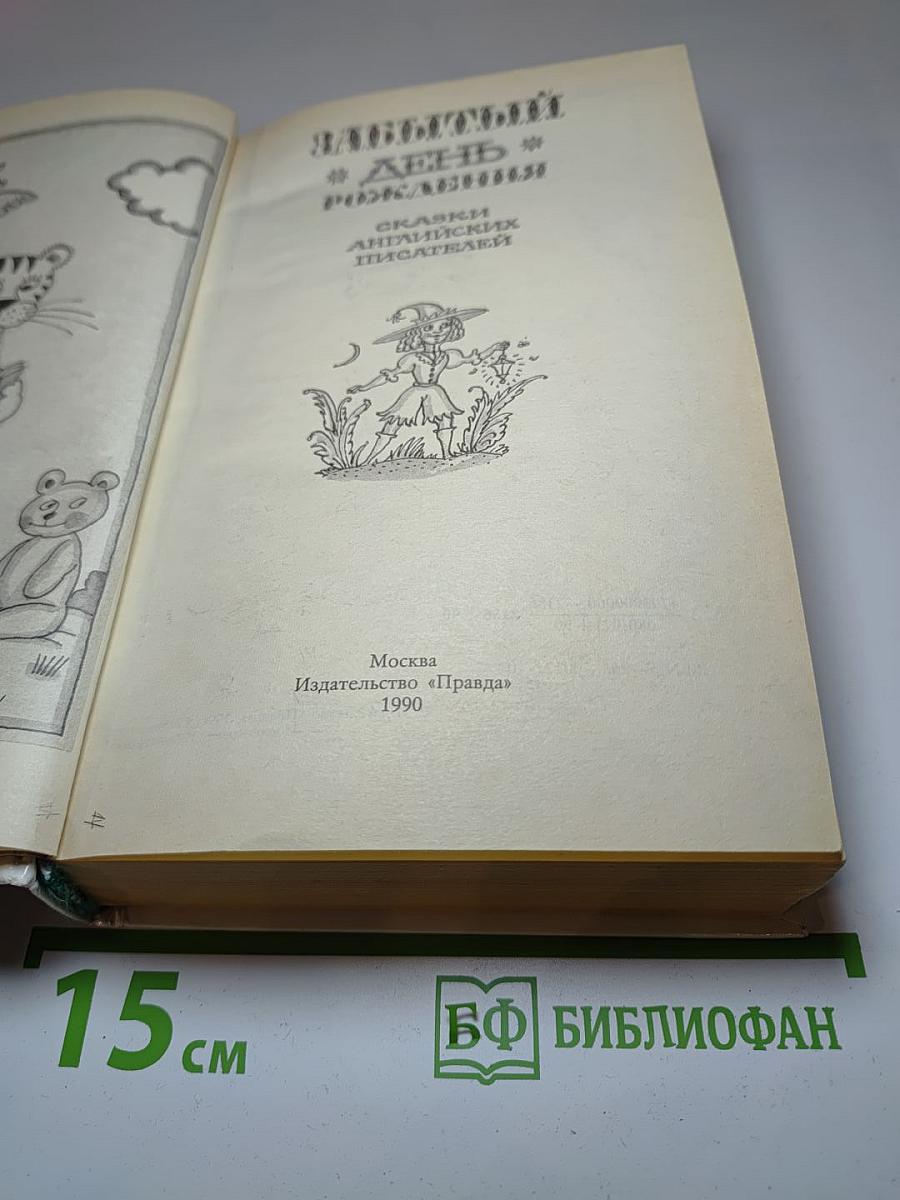 ЗАБЫТЫЙ
* ДЕНЬ *
РОЖДЕНИЯ
СКАЗКИ
АНГЛИЙСКИХ
ПИСАТЕЛЕЙ
Москва
Издательство «Правда»
1990
15 см
БФ БИБЛИОФАН